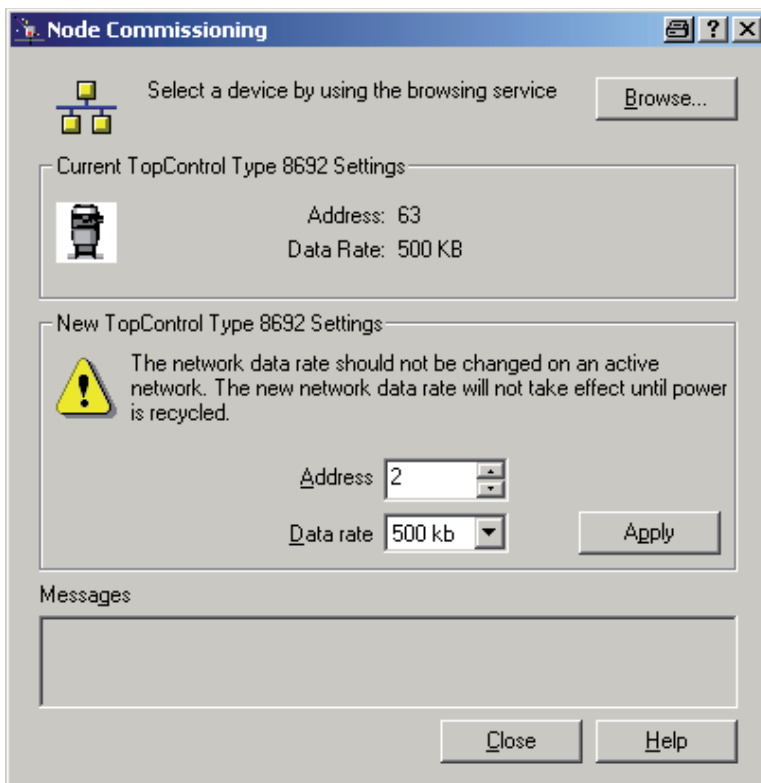 Node Commissioning
Select a device by using the browsing service
Browse...
Current TopControl Type 8692 Settings
Address: 63
Data Rate: 500 KB
New TopControl Type 8692 Settings
The network data rate should not be changed on an active
network. The new network data rate will not take effect until power
is recycled.
Address 2
Data rate 500 kb
Apply
Messages
Close Help